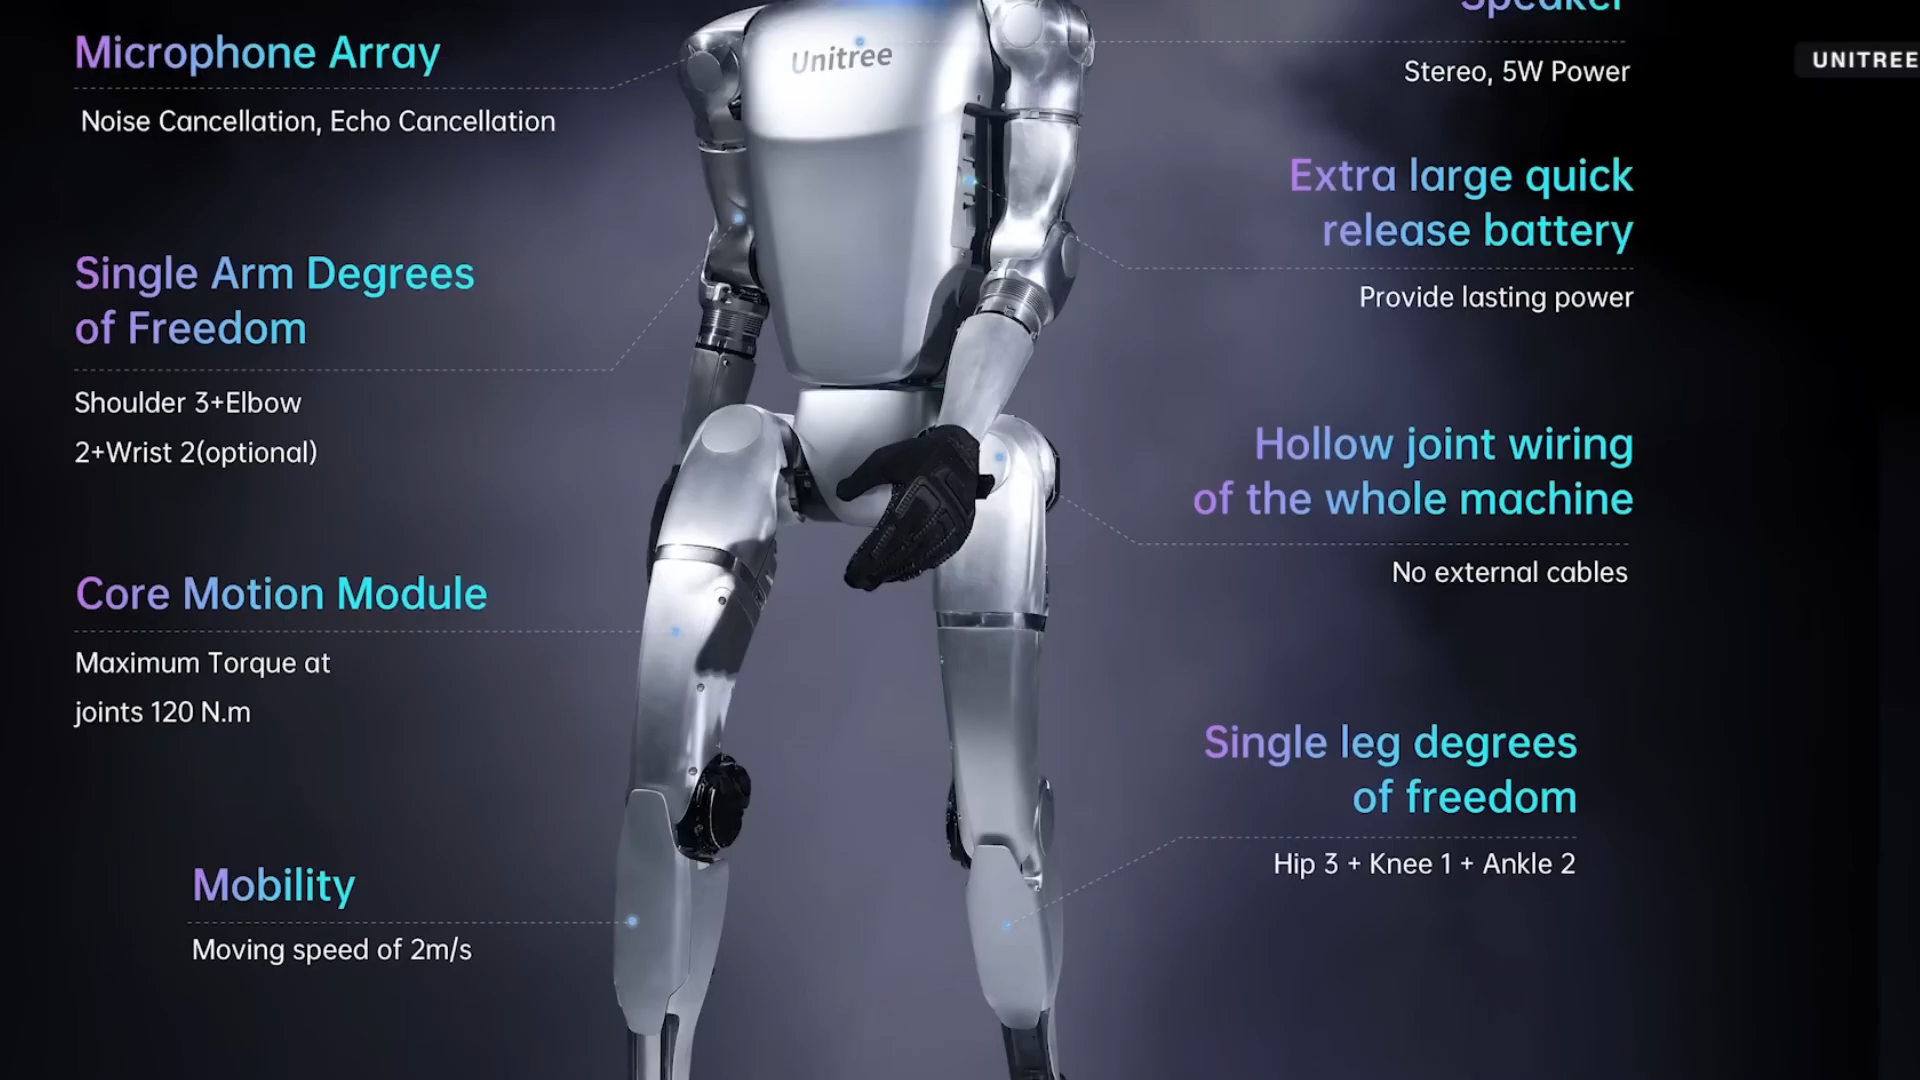 Speaker
Microphone Array
Unitree
UNITREE
Stereo, 5W Power
Noise Cancellation, Echo Cancellation
Extra large quick
release battery
Single Arm Degrees
of Freedom
Provide lasting power
Shoulder 3+Elbow
2+Wrist 2(optional)
Hollow joint wiring
of the whole machine
No external cables
Core Motion Module
Maximum Torque at
joints 120 N.m
Single leg degrees
of freedom
Hip 3 + Knee 1 + Ankle 2
Mobility
Moving speed of 2m/s